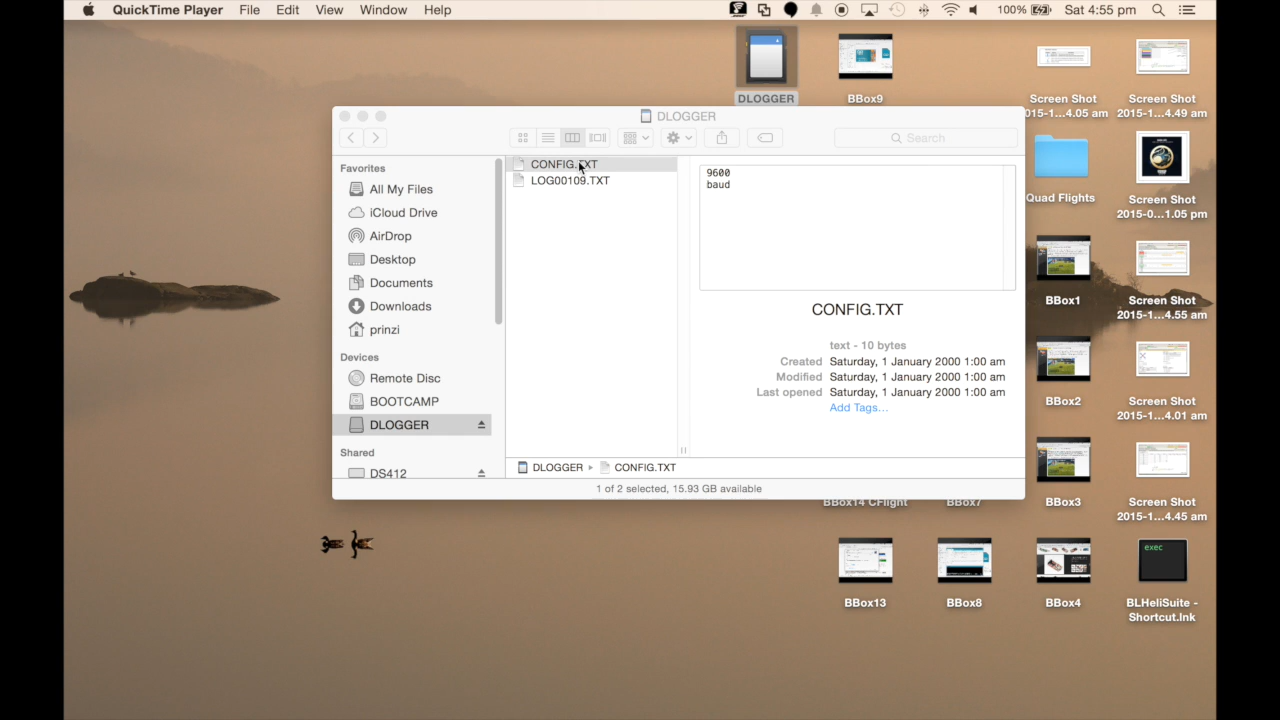 QuickTime Player File Edit View Window Help 100% Sat 4:55 pm
DLOGGER
BBox9
Screen Shot
015-1...4.05 am
Screen Shot
2015-1...4.49 am
DLOGGER
Search
Favorites
All My Files
iCloud Drive
AirDrop
Desktop
Documents
Downloads
prinzi
Devices
Remote Disc
BOOTCAMP
DLOGGER
Shared
DS412
CONFIG.TXT
LOG00109.TXT
9600
baud
CONFIG.TXT
text - 10 bytes
Created Saturday, 1 January 2000 1:00 am
Modified Saturday, 1 January 2000 1:00 am
Last opened Saturday, 1 January 2000 1:00 am
Add Tags...
DLOGGER CONFIG.TXT
1 of 2 selected, 15.93 GB available
Quad Flights
Screen Shot
2015-0...1.05 pm
BBox1
Screen Shot
2015-1...4.55 am
BBox2
Screen Shot
2015-1...4.01 am
BBox14 CFlight
BBox7
BBox3
Screen Shot
2015-1...4.45 am
BBox13
BBox8
BBox4
exec
BLHeliSuite -
Shortcut.lnk